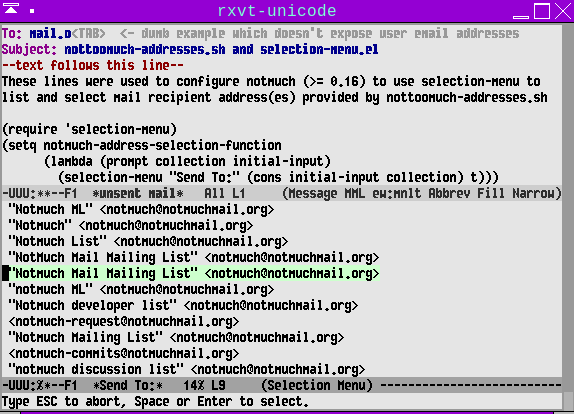 rxvt-unicode
To: mail.o<TAB>  <- dumb example which doesn't expose user email addresses
Subject: nottoomuch-addresses.sh and selection-menu.el
--text follows this line--
These lines were used to configure notmuch (>= 0.16) to use selection-menu to
list and select mail recipient address(es) provided by nottoomuch-addresses.sh

(require 'selection-menu)
(setq notmuch-address-selection-function
      (lambda (prompt collection initial-input)
        (selection-menu "Send To:" (cons initial-input collection) t)))
-UUU:**--F1  *unsent mail*   All L1     (Message MML ew:mnlt Abbrev Fill Narrow)
"Notmuch ML" <notmuch@notmuchmail.org>
"Notmuch" <notmuch@notmuchmail.org>
"Notmuch List" <notmuch@notmuchmail.org>
"Notmuch Mail Mailing List" <notmuch@notmuchmail.org>
"Notmuch Mail Mailing List" <notmuch@notmuchmail.org>
"notmuch ML" <notmuch@notmuchmail.org>
"Notmuch developer list" <notmuch@notmuchmail.org>
<notmuch-request@notmuchmail.org>
"Notmuch Mailing List" <notmuch@notmuchmail.org>
<notmuch-commits@notmuchmail.org>
"notmuch discussion list" <notmuch@notmuchmail.org>
-UUU:%*--F1  *Send To:*   14% L9     (Selection Menu) -----------------------
Type ESC to abort, Space or Enter to select.